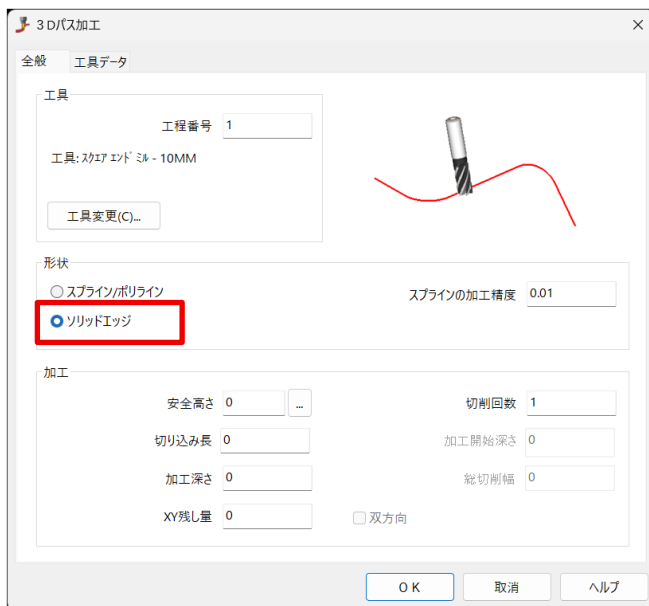 3 Dパス加工
全般 工具データ
工具
工程番号 1
工具: ｽｸｴｱ ｴﾝﾄﾞ ﾐﾙ - 10MM
工具変更(C)...
形状
スプライン/ポリライン
スプラインの加工精度 0.01
ソリッドエッジ
加工
安全高さ 0 ... 切削回数 1
切り込み長 0 加工開始深さ 0
加工深さ 0 総切削幅 0
XY残し量 0 双方向
OK 取消 ヘルプ